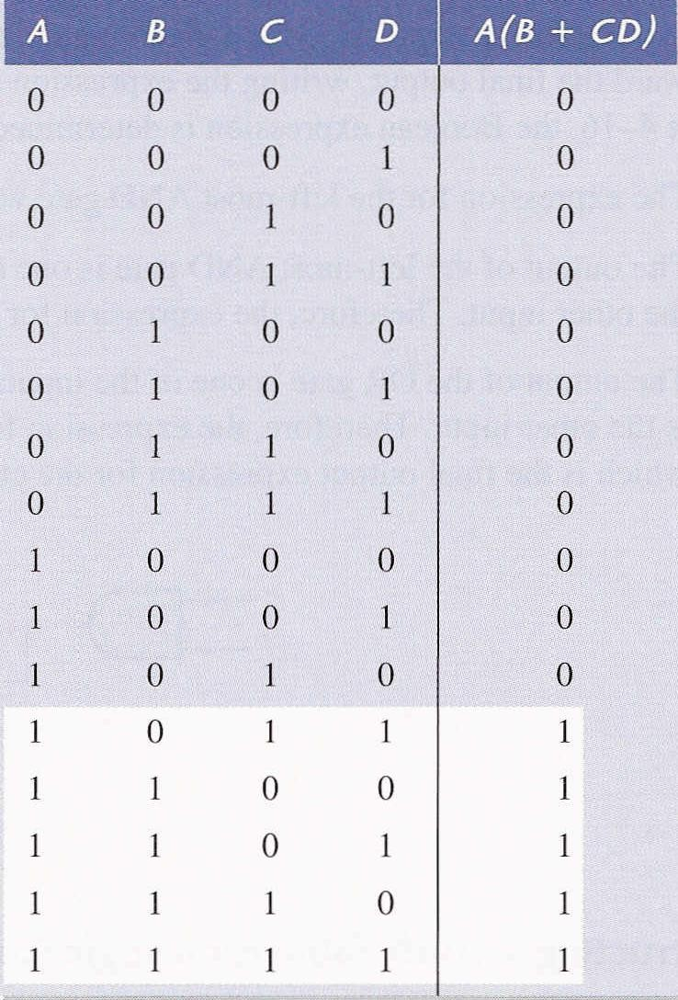 A B C D A(B + CD)
0 0 0 0 0
0 0 0 1 0
0 0 1 0 0
0 0 1 1 0
0 1 0 0 0
0 1 0 1 0
0 1 1 0 0
0 1 1 1 0
1 0 0 0 0
1 0 0 1 0
1 0 1 0 0
1 0 1 1 1
1 1 0 0 1
1 1 0 1 1
1 1 1 0 1
1 1 1 1 1